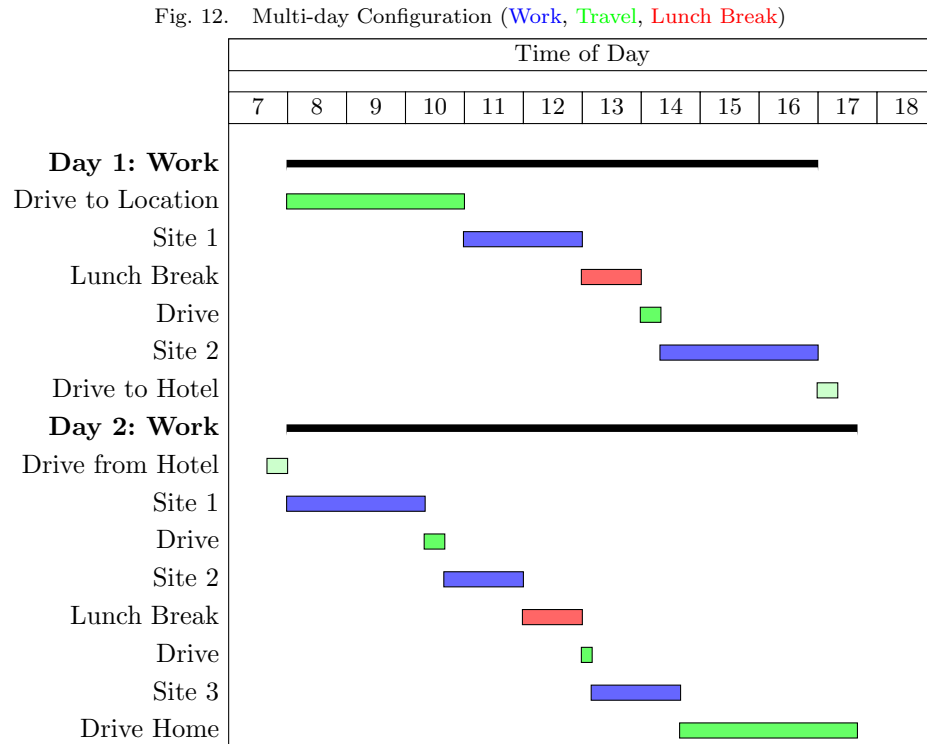 Fig. 12. Multi-day Configuration (Work, Travel, Lunch Break)
Time of Day
7 8 9 10 11 12 13 14 15 16 17 18
Day 1: Work
Drive to Location
Site 1
Lunch Break
Drive
Site 2
Drive to Hotel
Day 2: Work
Drive from Hotel
Site 1
Drive
Site 2
Lunch Break
Drive
Site 3
Drive Home